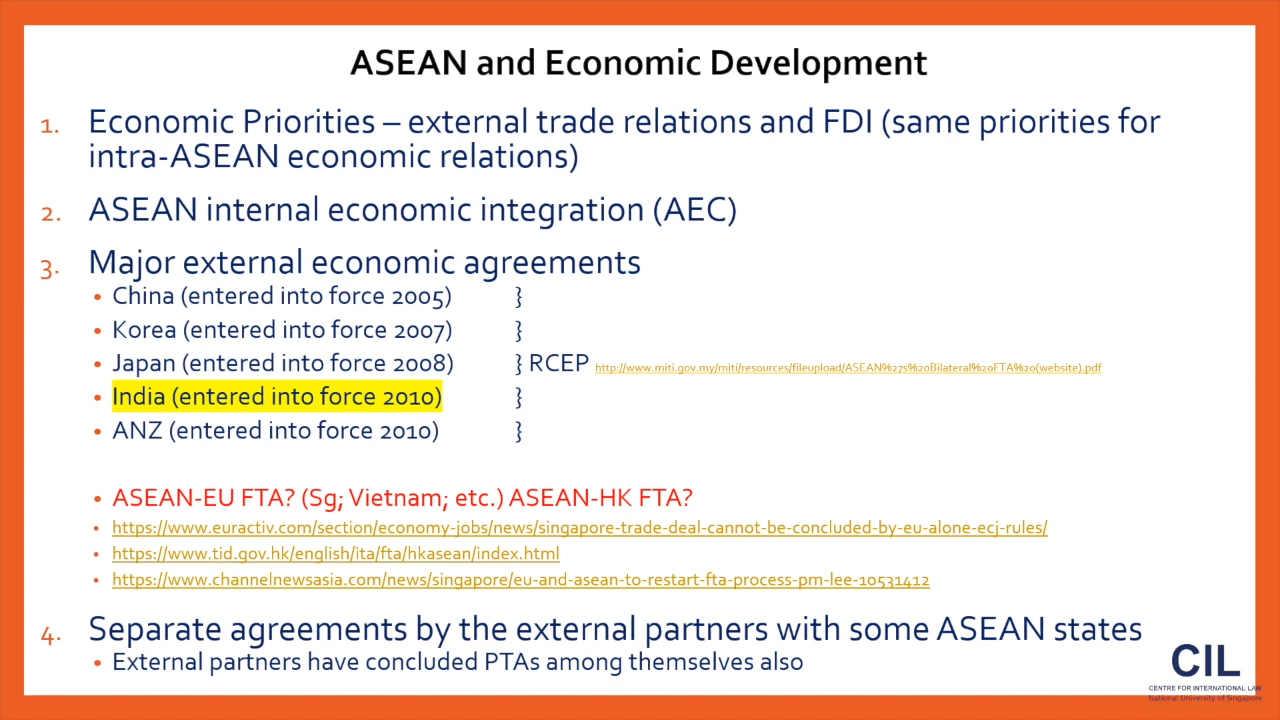 ASEAN and Economic Development
1. Economic Priorities – external trade relations and FDI (same priorities for
intra-ASEAN economic relations)
2. ASEAN internal economic integration (AEC)
3. Major external economic agreements
• China (entered into force 2005) }
• Korea (entered into force 2007) }
• Japan (entered into force 2008) } RCEP http://www.miti.gov.my/miti/resources/fileupload/ASEAN%27s%20Bilateral%20FTA%20(website).pdf
• India (entered into force 2010) }
• ANZ (entered into force 2010) }
• ASEAN-EU FTA? (Sg; Vietnam; etc.) ASEAN-HK FTA?
• https://www.euractiv.com/section/economy-jobs/news/singapore-trade-deal-cannot-be-concluded-by-eu-alone-ecj-rules/
• https://www.tid.gov.hk/english/ita/fta/hkasean/index.html
• https://www.channelnewsasia.com/news/singapore/eu-and-asean-to-restart-fta-process-pm-lee-10531412
4. Separate agreements by the external partners with some ASEAN states
• External partners have concluded PTAs among themselves also
CIL
CENTRE FOR INTERNATIONAL LAW
National University of Singapore